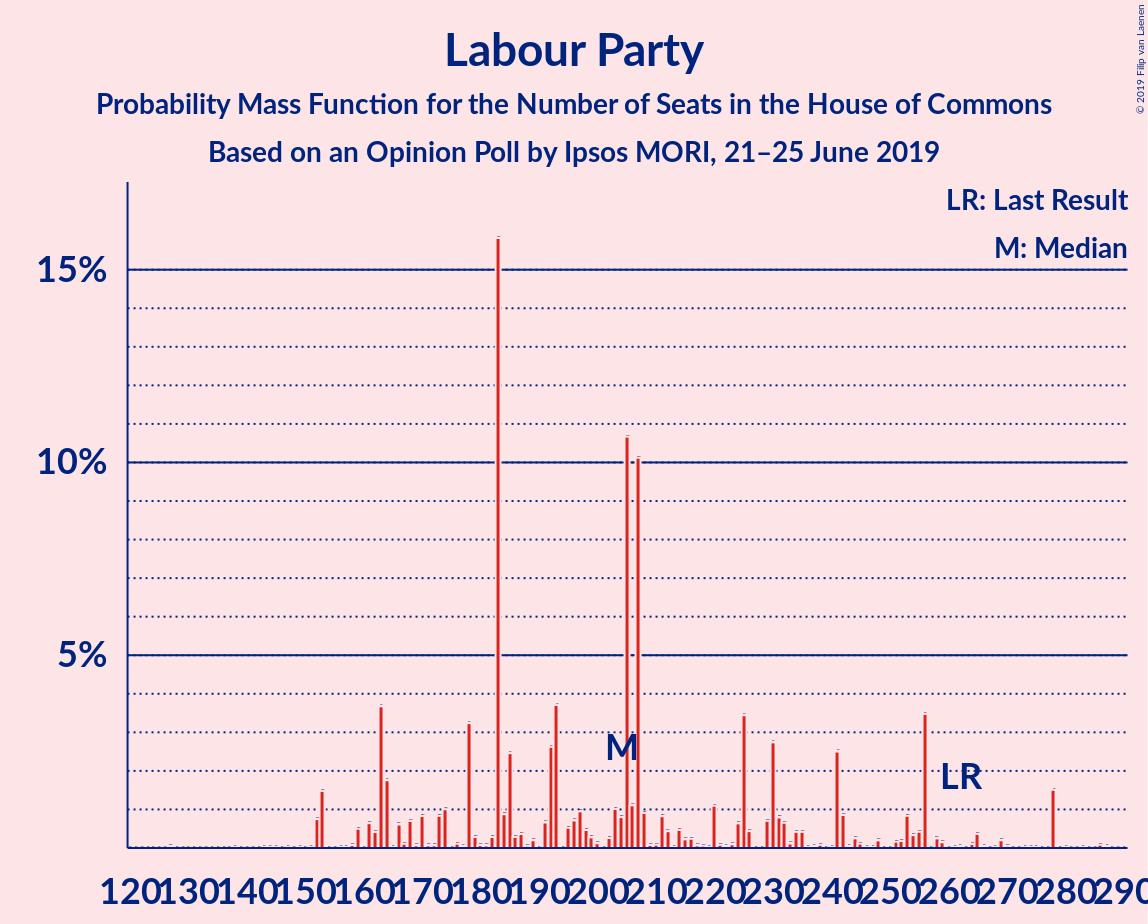 Labour Party
Probability Mass Function for the Number of Seats in the House of Commons
Based on an Opinion Poll by Ipsos MORI, 21–25 June 2019
© 2019 Filip van Laenen
LR: Last Result
M: Median
15%
10%
5%
M
LR
120 130 140 150 160 170 180 190 200 210 220 230 240 250 260 270 280 290